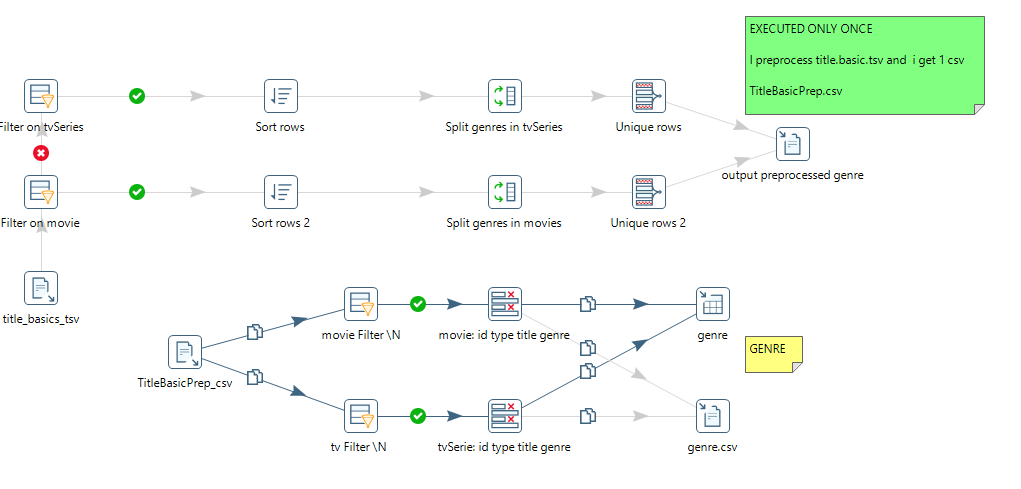 EXECUTED ONLY ONCE
I preprocess title.basic.tsv and i get 1 csv
TitleBasicPrep.csv
Filter on tvSeries
Sort rows
Split genres in tvSeries
Unique rows
output preprocessed genre
Filter on movie
Sort rows 2
Split genres in movies
Unique rows 2
title_basics_tsv
movie Filter \N
movie: id type title genre
genre
GENRE
TitleBasicPrep_csv
tv Filter \N
tvSerie: id type title genre
genre.csv